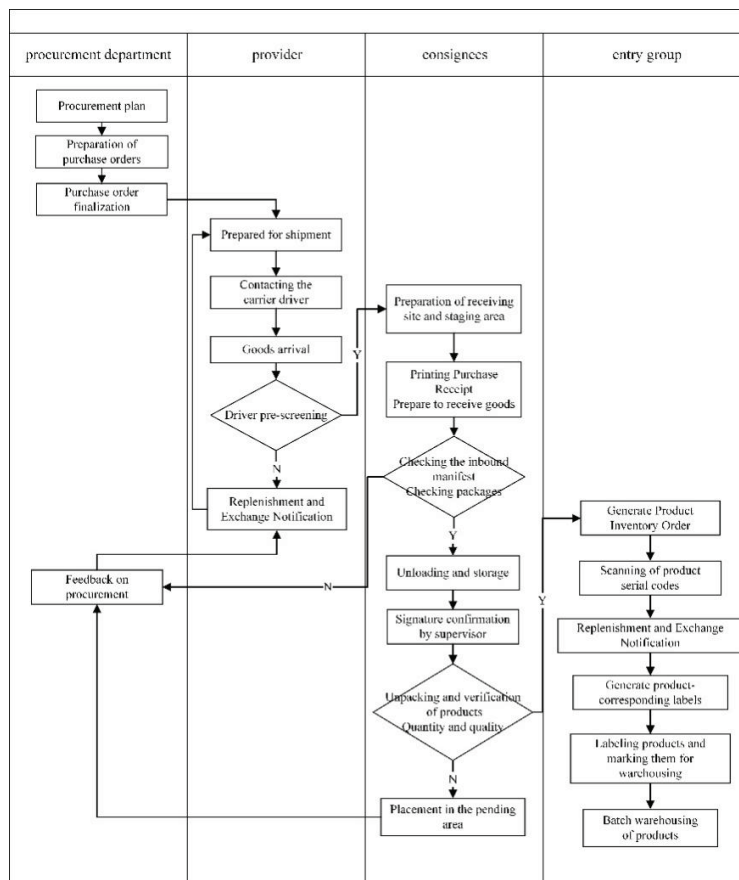 procurement department
provider
consignees
entry group
Procurement plan
Preparation of
purchase orders
Purchase order
finalization
Feedback on
procurement
Prepared for shipment
Contacting the
carrier driver
Goods arrival
Driver pre-screening
Y
N
Replenishment and
Exchange Notification
Preparation of receiving
site and staging area
Printing Purchase
Receipt
Prepare to receive goods
Checking the inbound
manifest
Checking packages
N
Y
Unloading and storage
Signature confirmation
by supervisor
Unpacking and verification
of products
Quantity and quality
Y
N
Placement in the pending
area
Generate Product
Inventory Order
Scanning of product
serial codes
Replenishment and Exchange
Notification
Generate product-
corresponding labels
Labeling products and
marking them for
warehousing
Batch warehousing
of products